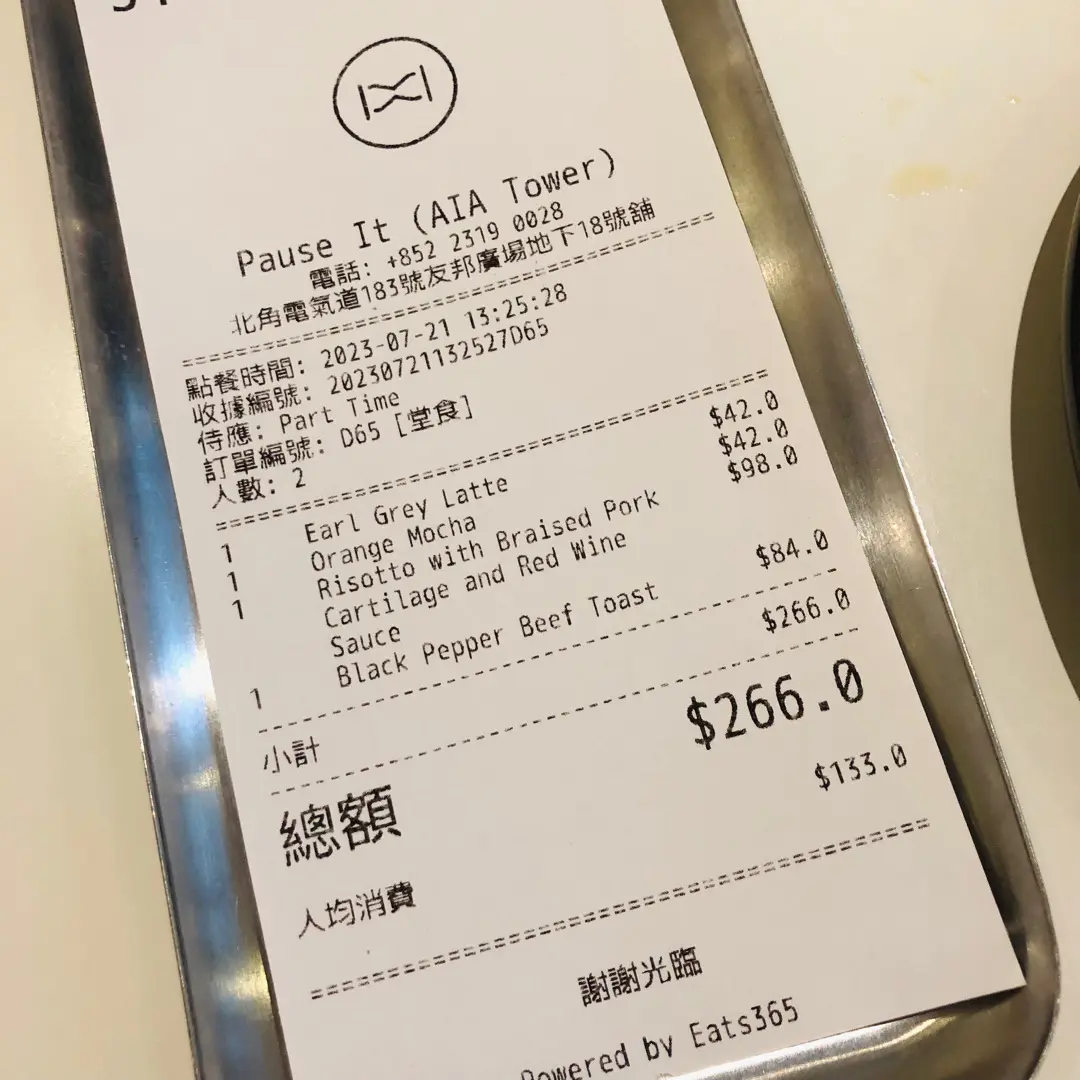 Pause It (AIA Tower)
電話: +852 2319 0028
北角電氣道183號友邦廣場地下18號舖
點餐時間: 2023-07-21 13:25:28
收據編號: 20230721132527D65
侍應: Part Time
訂單編號: D65 [堂食]
人數: 2
1 Earl Grey Latte $42.0
1 Orange Mocha $42.0
1 Risotto with Braised Pork $98.0
Cartilage and Red Wine
Sauce
1 Black Pepper Beef Toast $84.0
小計 $266.0
總額 $266.0
人均消費 $133.0
謝謝光臨
Powered by Eats365